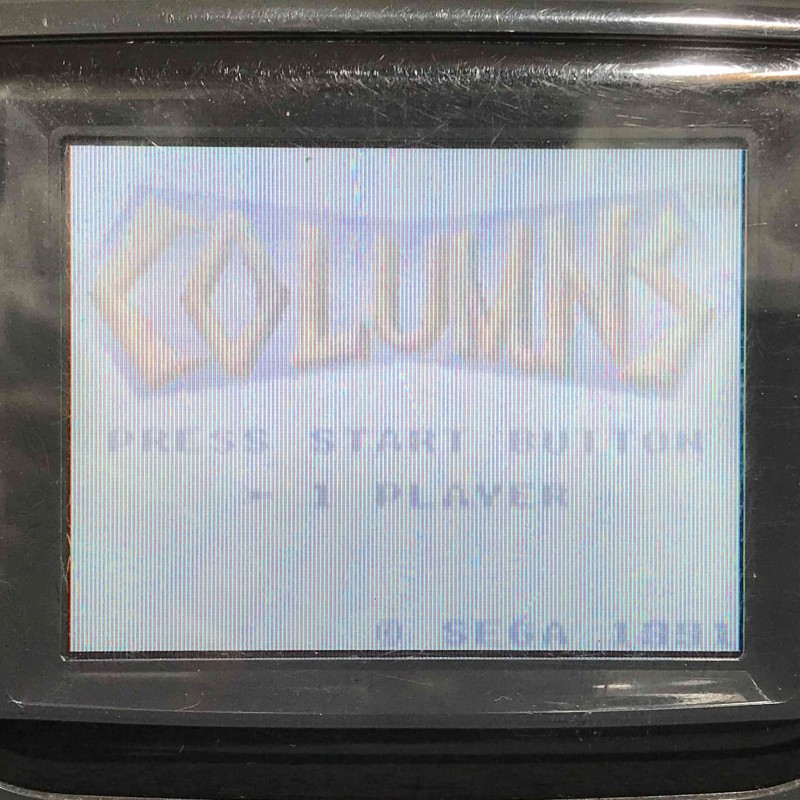 COLUMNS
PRESS START BUTTON
- 1 PLAYER
© SEGA 1991